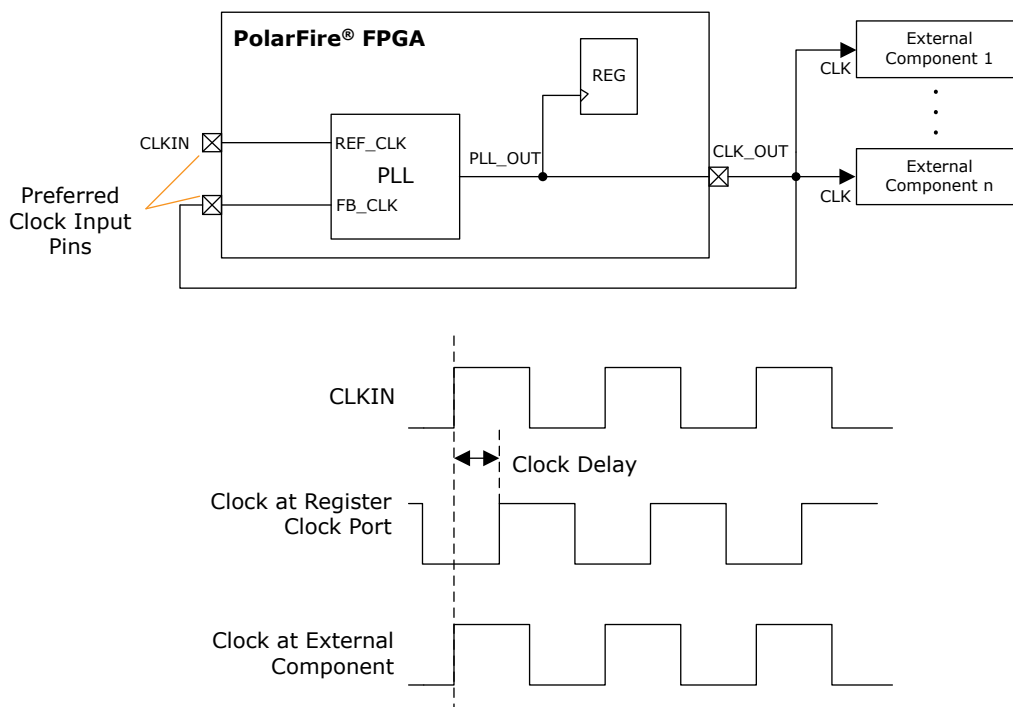 PolarFire® FPGA
REG
External
Component 1
CLK
CLKIN
REF_CLK
PLL_OUT
CLK_OUT
PLL
External
Component n
CLK
FB_CLK
Preferred
Clock Input
Pins
CLKIN
Clock Delay
Clock at Register
Clock Port
Clock at External
Component